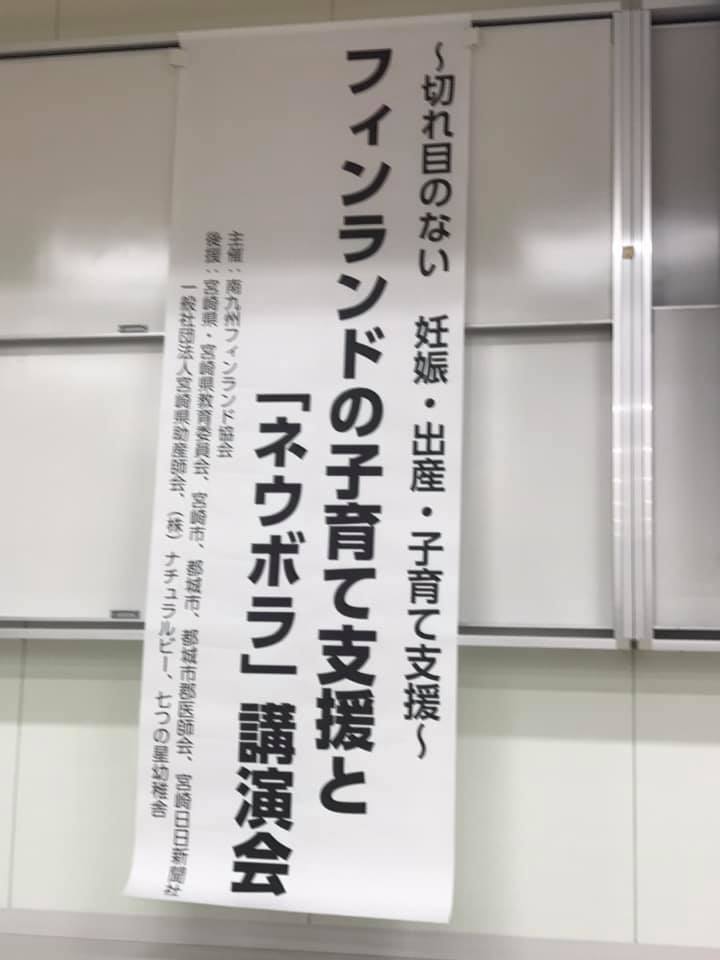 ～切れ目のない　妊娠・出産・子育て支援～
フィンランドの子育て支援と
「ネウボラ」講演会
主催：南九州フィンランド協会
後援：宮崎県・宮崎県教育委員会、宮崎市、都城市、都城市郡医師会、宮崎日日新聞社
一般社団法人宮崎県助産師会、（株）ナチュラルビー、七つの星幼稚舎